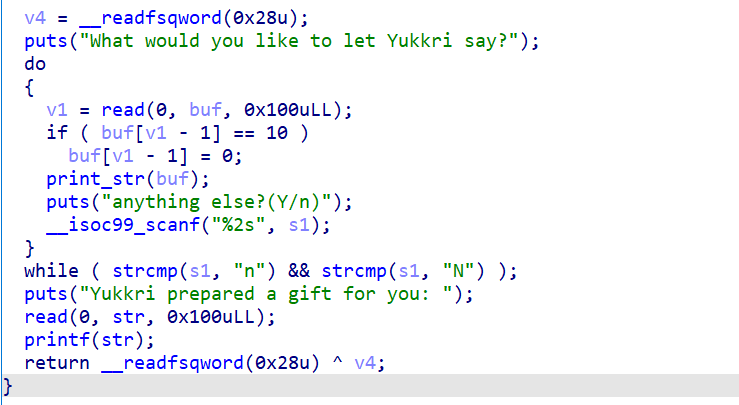 v4 = __readfsqword(0x28u);
puts("What would you like to let Yukkri say?");
do
{
v1 = read(0, buf, 0x100uLL);
if ( buf[v1 - 1] == 10 )
buf[v1 - 1] = 0;
print_str(buf);
puts("anything else?(Y/n)");
__isoc99_scanf("%2s", s1);
}
while ( strcmp(s1, "n") && strcmp(s1, "N") );
puts("Yukkri prepared a gift for you: ");
read(0, str, 0x100uLL);
printf(str);
return __readfsqword(0x28u) ^ v4;
}